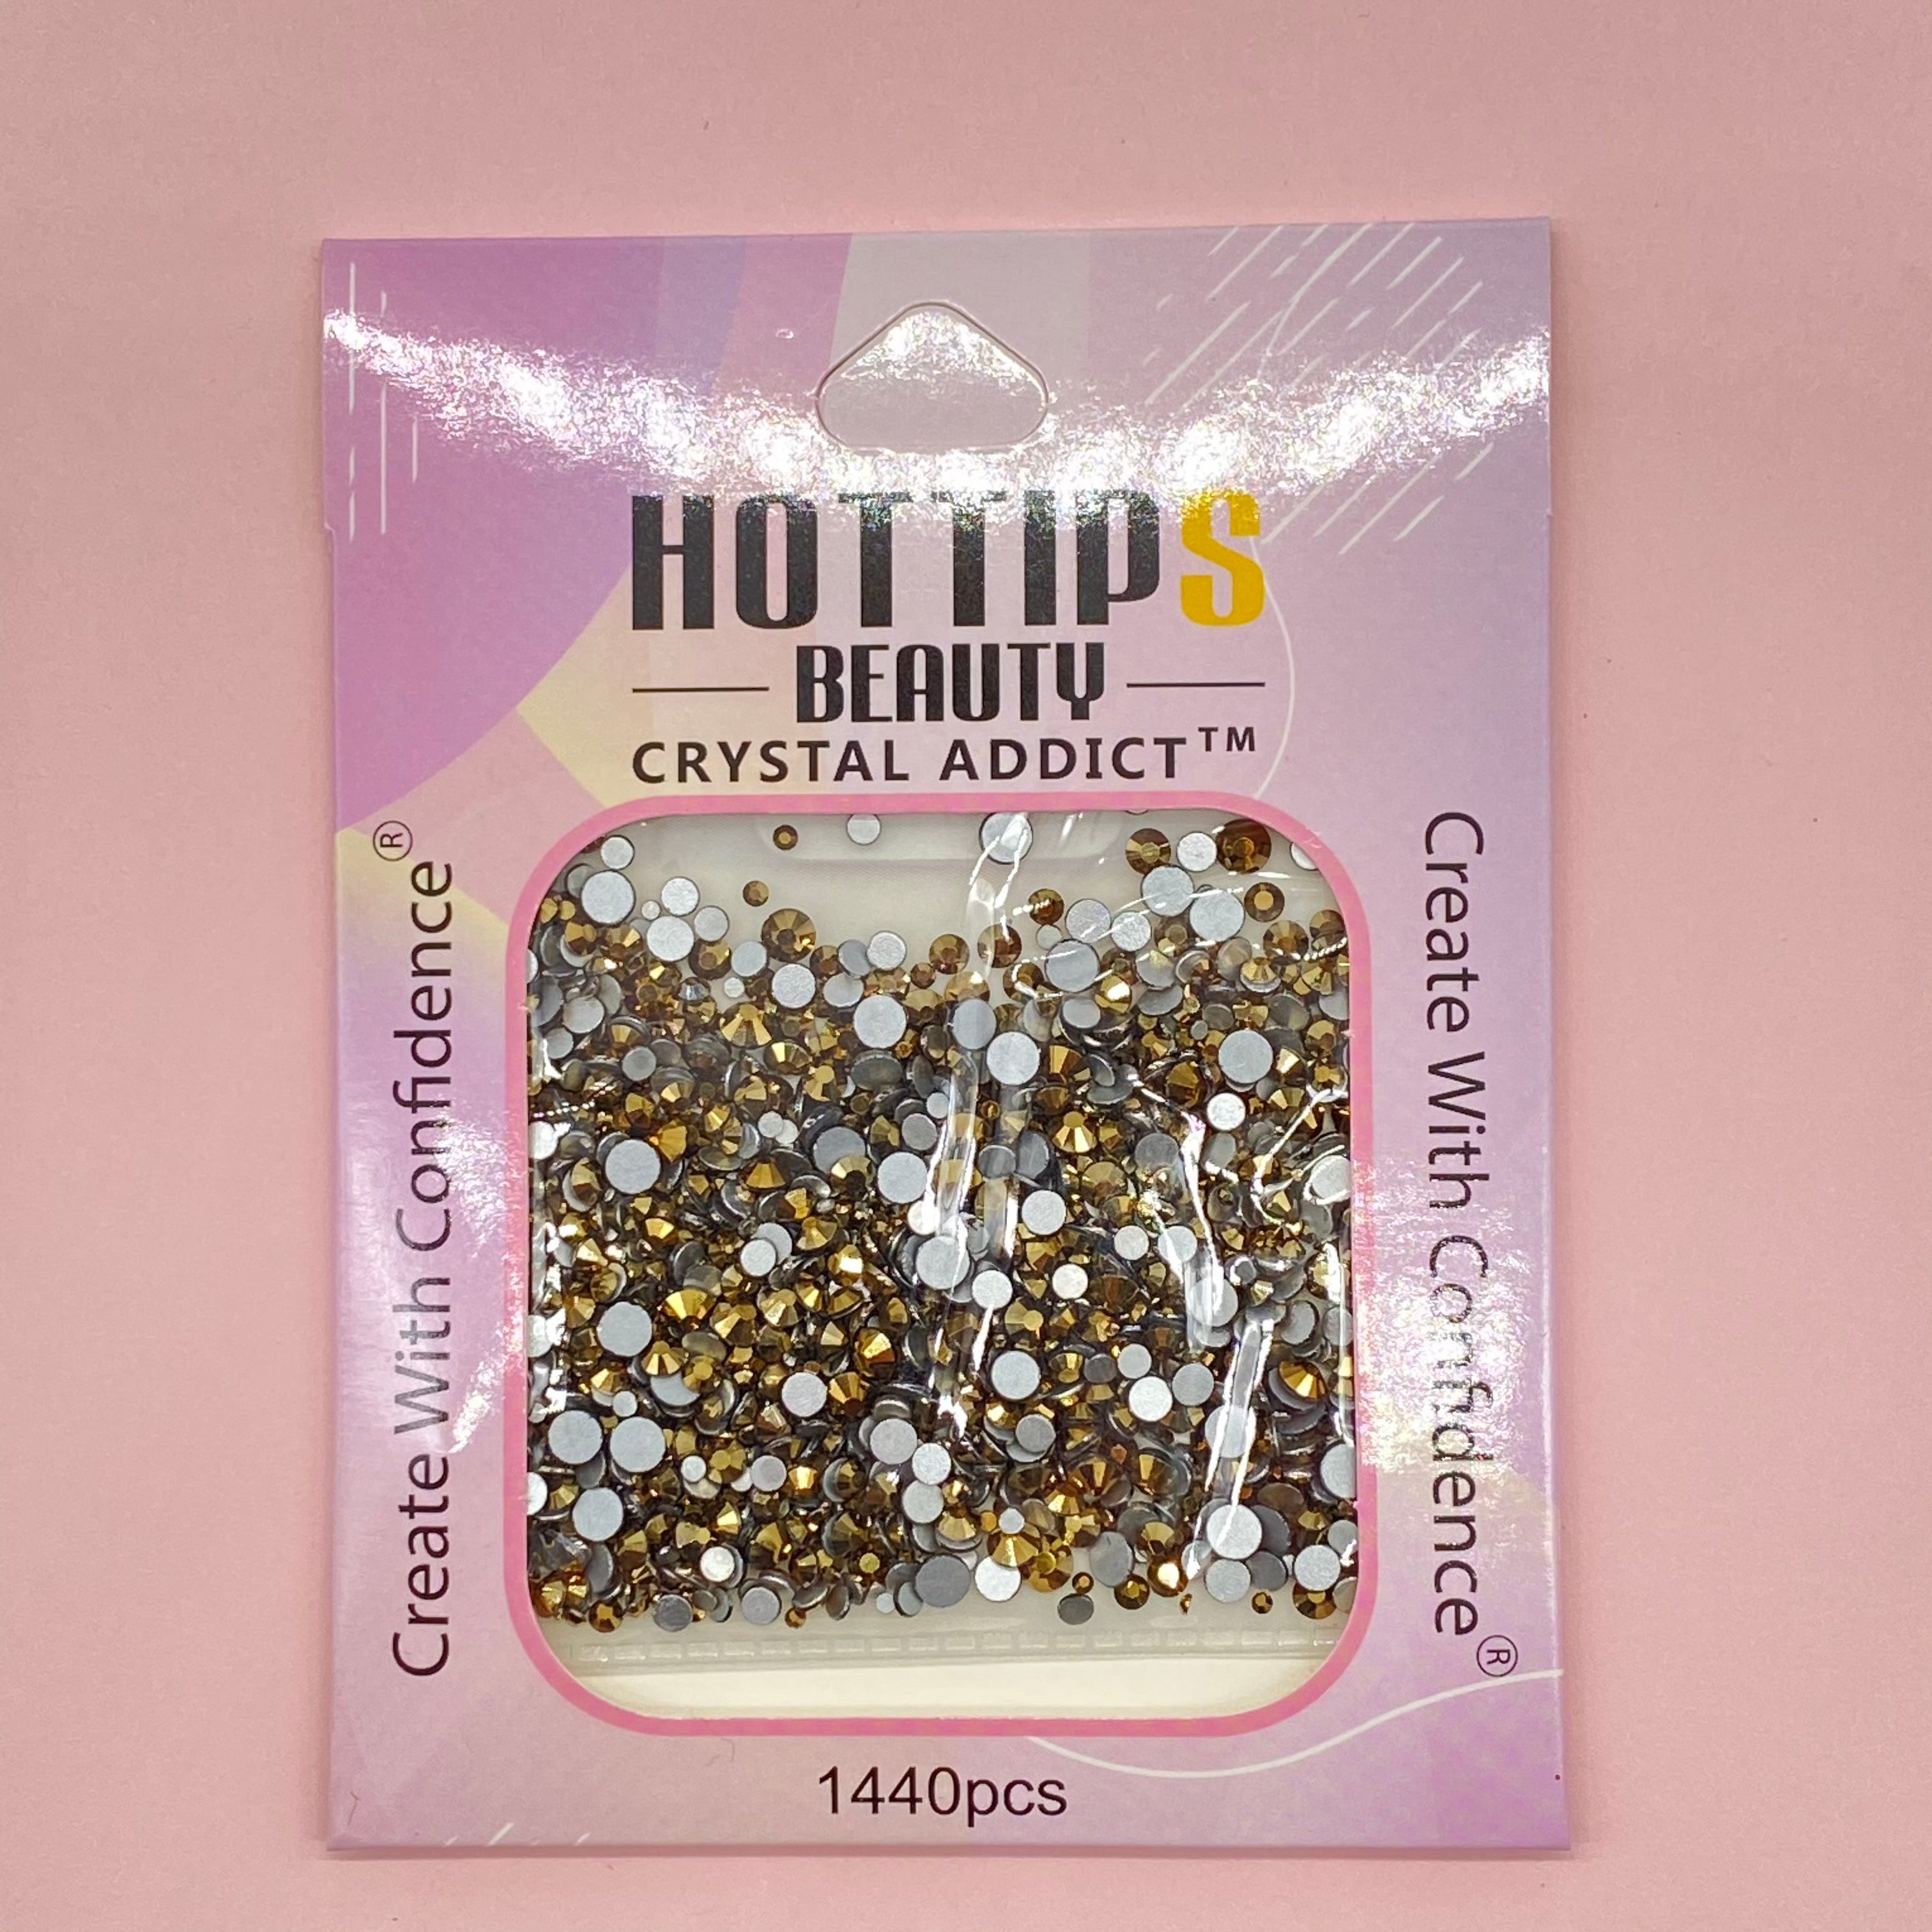 HOTTIPS
BEAUTY
CRYSTAL ADDICT™
Create With Confidence®
Create With Confidence®
1440pcs